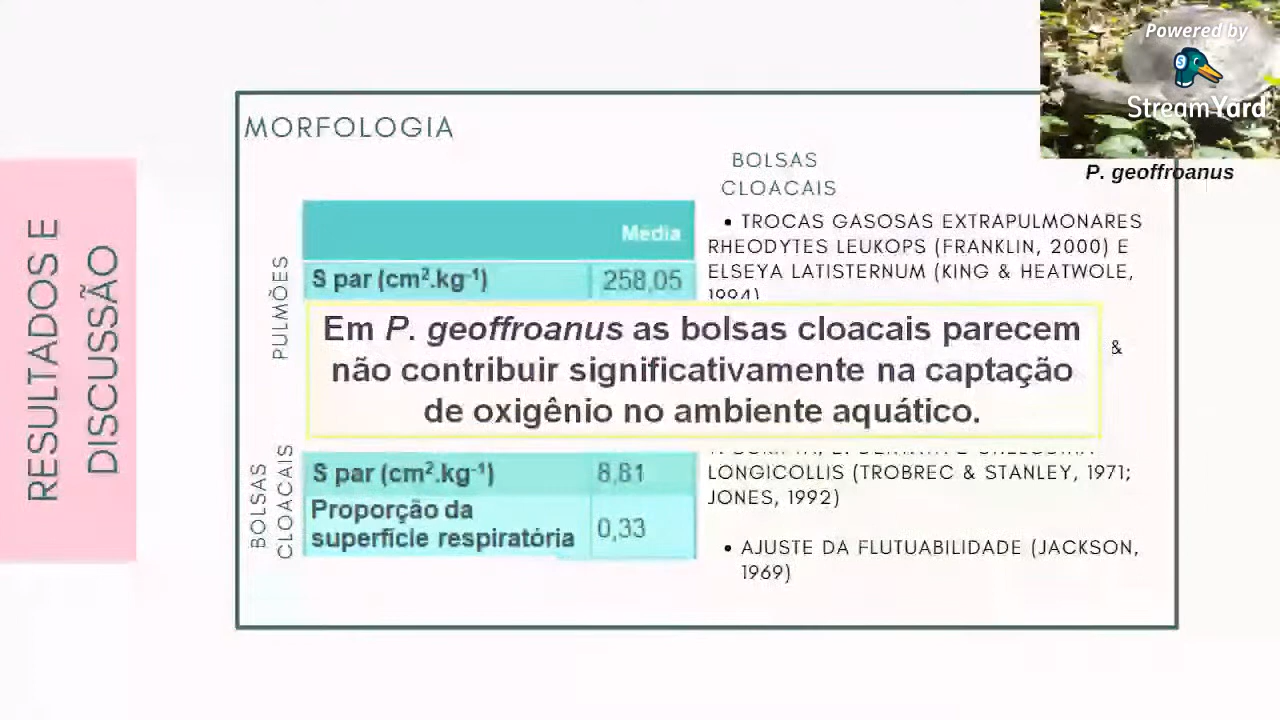 Powered by
StreamYard
P. geoffroanus
RESULTADOS E
DISCUSSÃO
MORFOLOGIA
BOLSAS
CLOACAIS
PULMÕES
Media
S par (cm².kg⁻¹)
258,05
• TROCAS GASOSAS EXTRAPULMONARES
RHEODYTES LEUKOPS (FRANKLIN, 2000) E
ELSEYA LATISTERNUM (KING & HEATWOLE,
1994)
&
Em P. geoffroanus as bolsas cloacais parecem
não contribuir significativamente na captação
de oxigênio no ambiente aquático.
BOLSAS
CLOACAIS
S par (cm².kg⁻¹)
8,81
Proporção da
superfície respiratória
0,33
LONGICOLLIS (TROBREC & STANLEY, 1971;
JONES, 1992)
• AJUSTE DA FLUTUABILIDADE (JACKSON,
1969)